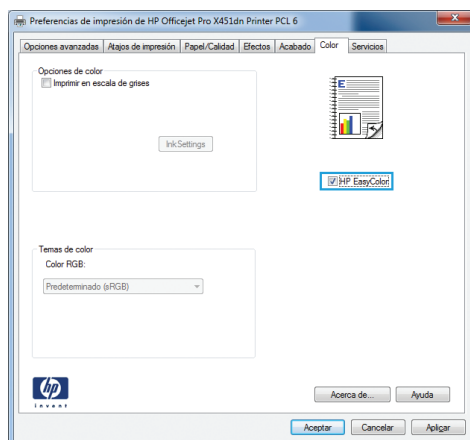 Preferencias de impresión de HP Officejet Pro X451dn Printer PCL 6
Opciones avanzadas Atajos de impresión Papel/Calidad Efectos Acabado Color Servicios
Opciones de color
Imprimir en escala de grises
InkSettings
E
HP EasyColor
Temas de color
Color RGB:
Predeterminado (sRGB)
hp
invent
Acerca de... Ayuda
Aceptar Cancelar Aplicar